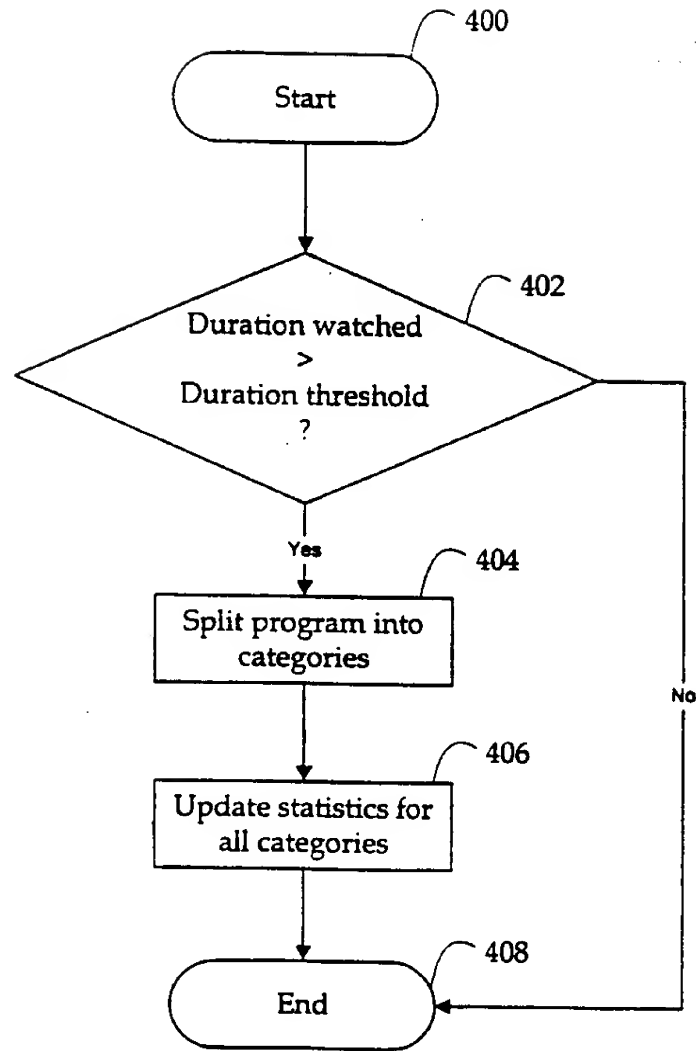 400
Start
402
Duration watched
>
Duration threshold
?
Yes
404
Split program into
categories
No
406
Update statistics for
all categories
408
End